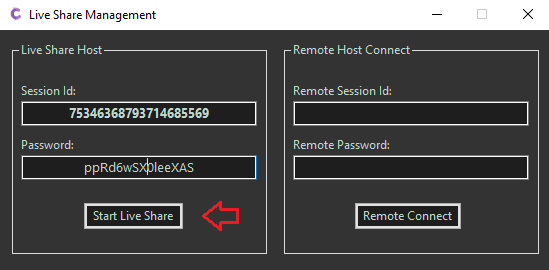 Live Share Management
Live Share Host
Session Id:
75346368793714685569
Password:
ppRd6wSX0leeXAS
Start Live Share
Remote Host Connect
Remote Session Id:
Remote Password:
Remote Connect